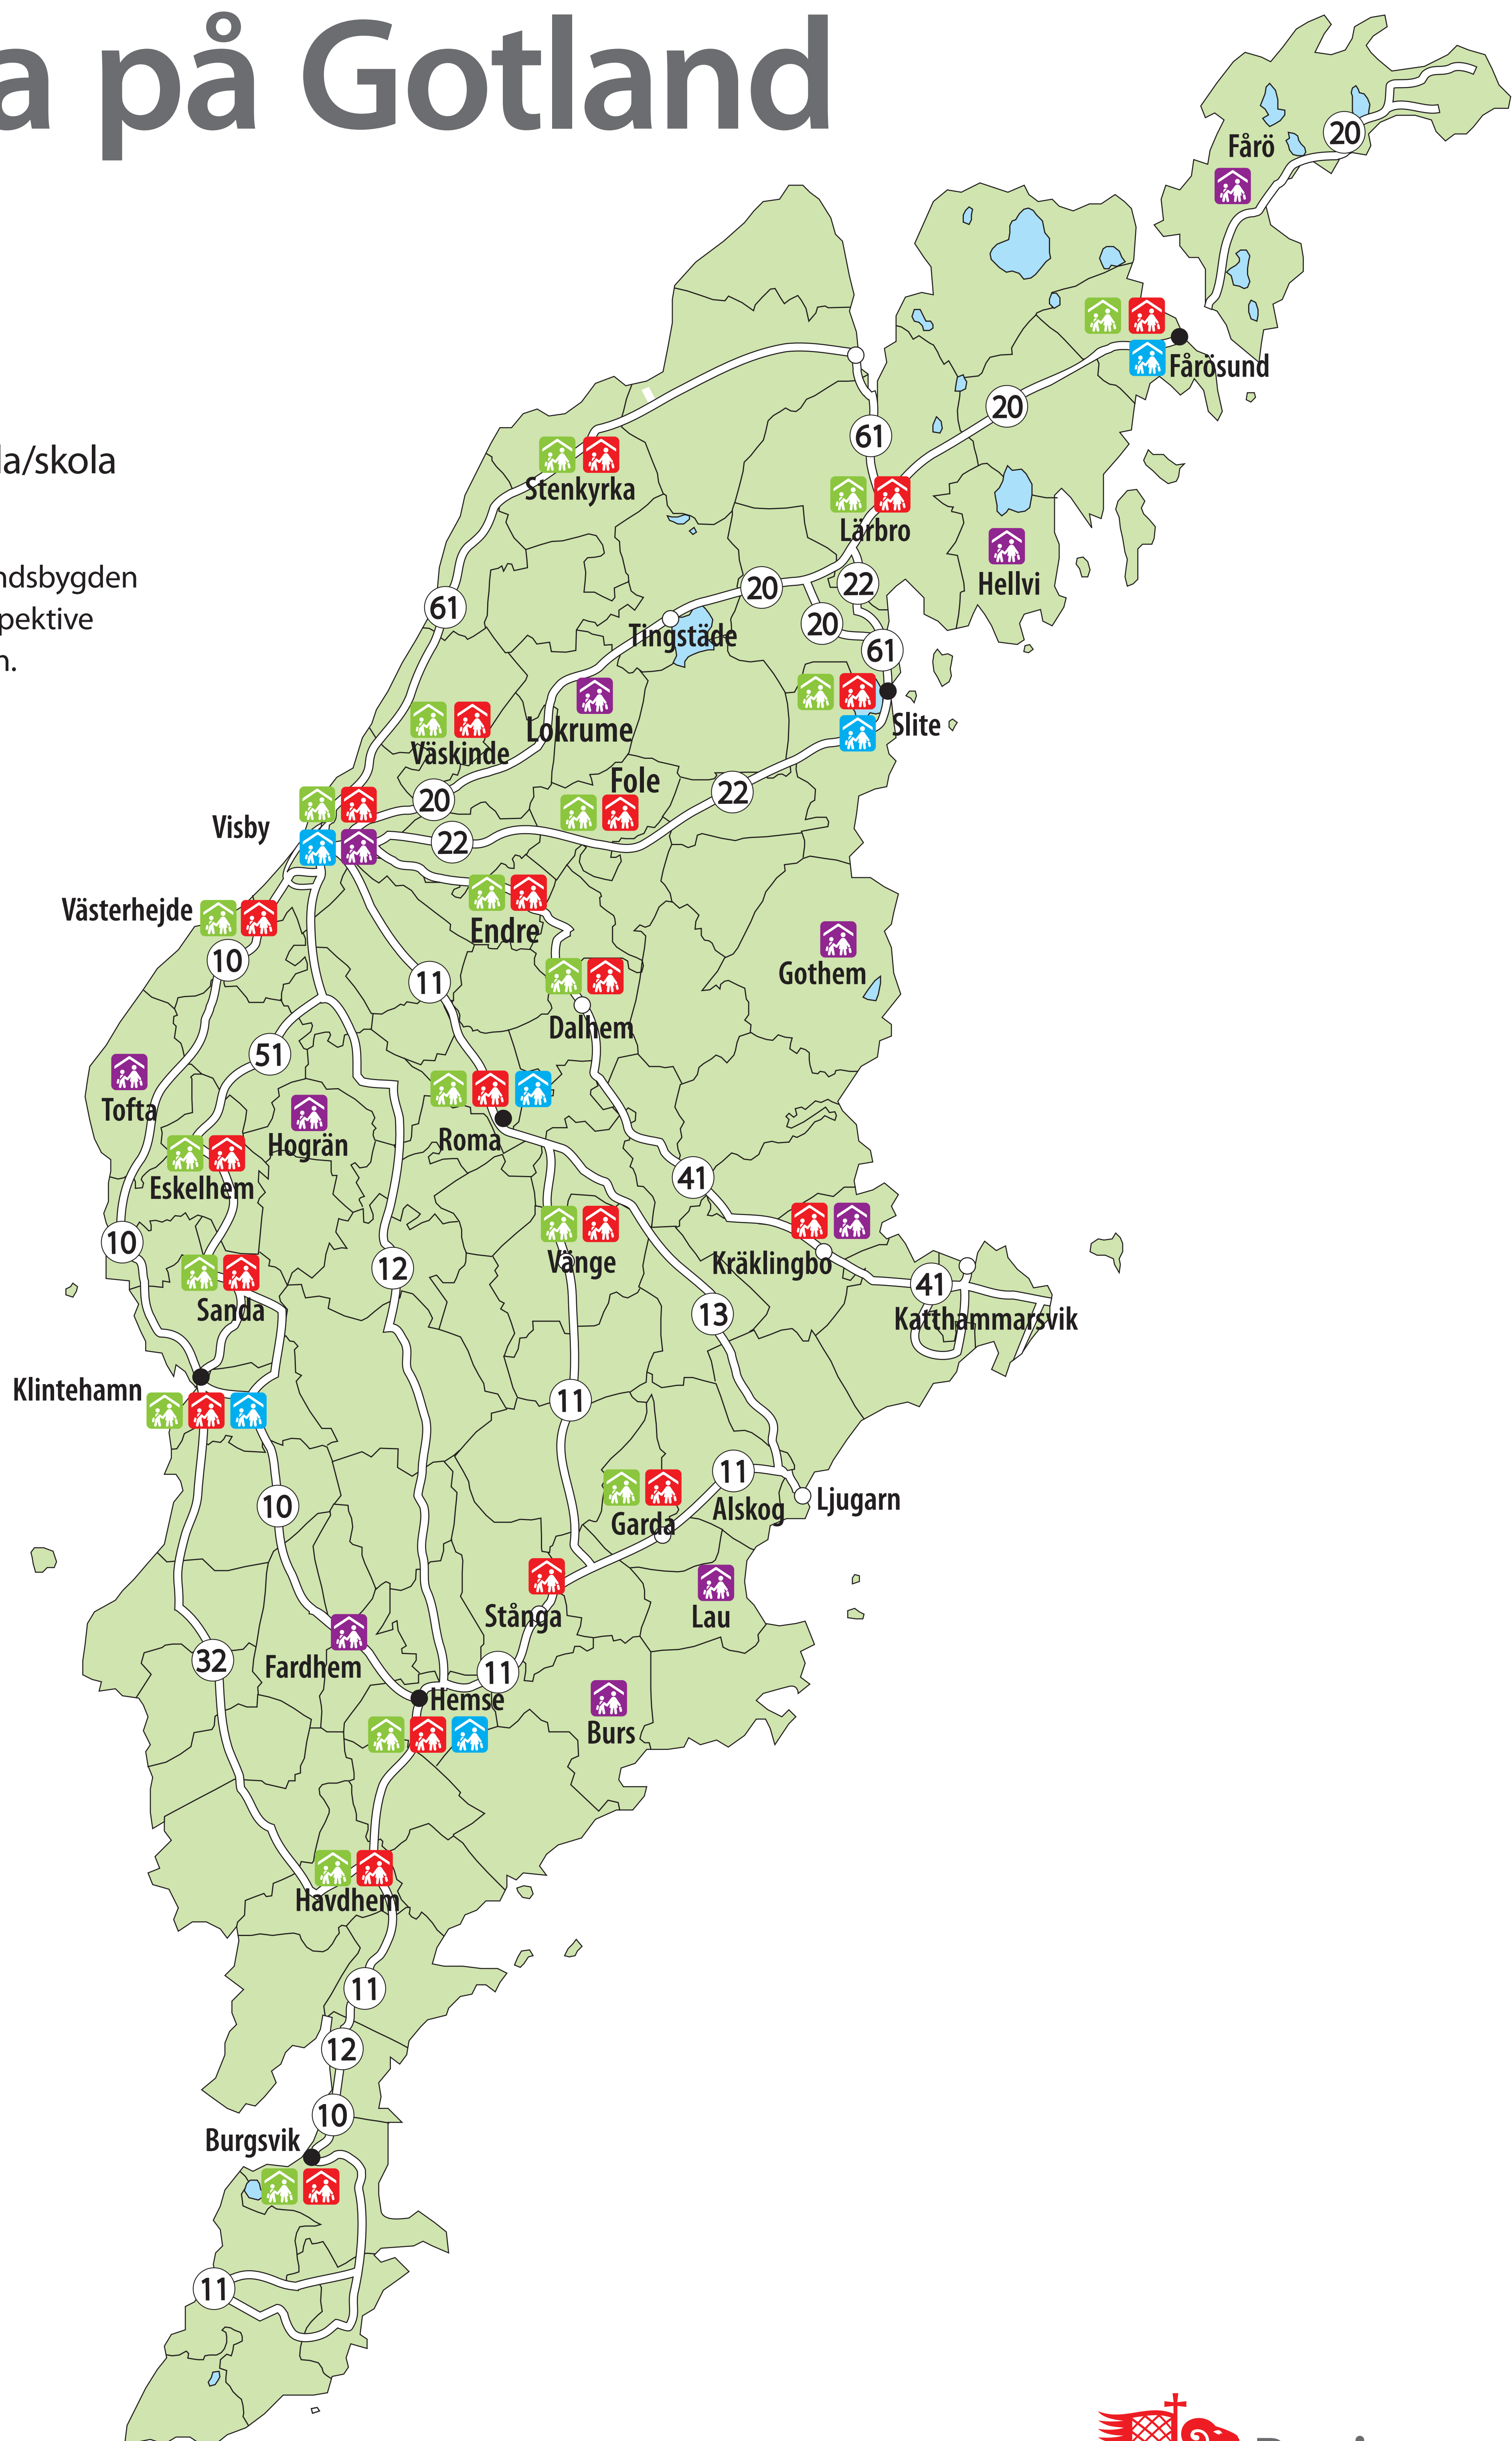 a på Gotland
20
Fårö
Fårösund
la/skola
20
61
Stenkyrka
Lärbro
ndsbygden
Hellvi
20
22
pektive
61
20
Tingstäde
61
n.
Slite
Lokrume
Väskinde
Fole
20
22
Visby
22
Västerhejde
Endre
10
11
Gothem
Dalhem
51
Tofta
Roma
Hogrän
41
Eskelhem
10
12
Vänge
Kräklingbo
41
Sanda
13
Katthammarsvik
Klintehamn
11
11
Ljugarn
10
Alskog
Garda
Stånga
Lau
32
Fardhem
11
Hemse
Burs
Havdhem
11
12
10
Burgsvik
11